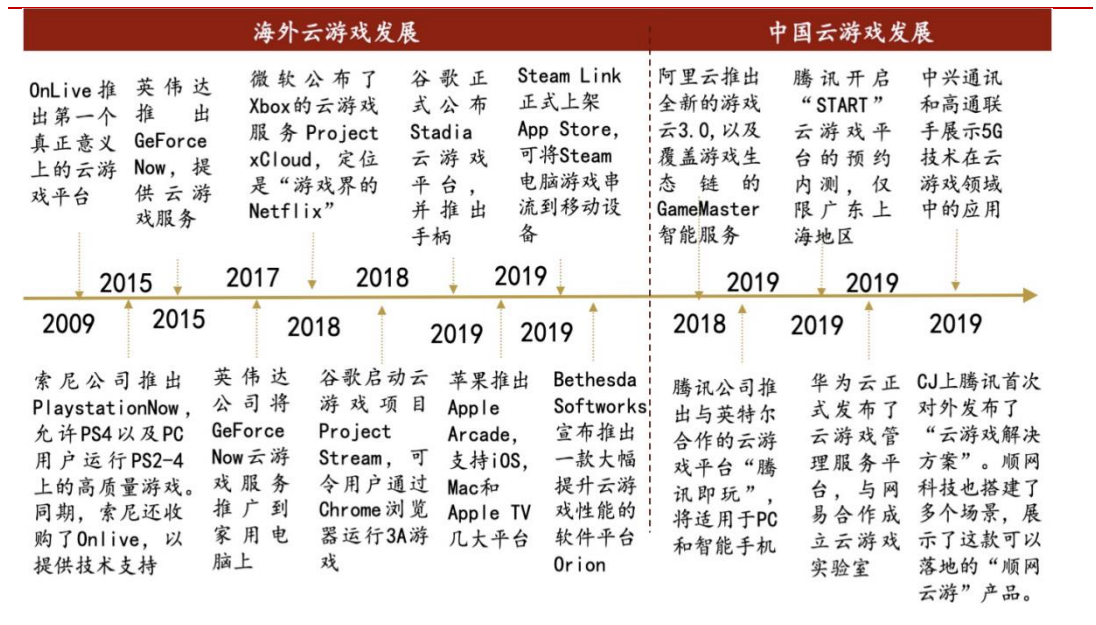 海外云游戏发展
中国云游戏发展
OnLive推
出第一个
真正意义
上的云游
戏平台
英伟达
推出
GeForce
Now，提
供云游
戏服务
微软公布了
Xbox的云游戏
服务Project
xCloud，定位
是“游戏界的
Netflix”
谷歌正
式公布
Stadia
云游戏
平台，
并推出
手柄
Steam Link
正式上架
App Store，
可将Steam
电脑游戏串
流到移动设
备
阿里云推出
全新的游戏
云3.0,以及
覆盖游戏生
态链的
GameMaster
智能服务
腾讯开启
“START”
云游戏平
台的预约
内测，仅
限广东上
海地区
中兴通讯
和高通联
手展示5G
技术在云
游戏领域
中的应用
2015
2017
2018
2019
2019
2019
2009
2015
2018
2019
2019
2018
2019
2019
索尼公司推出
PlaystationNow，
允许PS4以及PC
用户运行PS2-4
上的高质量游戏。
同期，索尼还收
购了Onlive，以
提供技术支持
英伟达
公司将
GeForce
Now云游
戏服务
推广到
家用电
脑上
谷歌启动云
游戏项目
Project
Stream，可
令用户通过
Chrome浏览
器运行3A游
戏
苹果推出
Apple
Arcade，
支持iOS，
Mac和
Apple TV
几大平台
Bethesda
Softworks
宣布推出
一款大幅
提升云游
戏性能的
软件平台
Orion
腾讯公司推
出与英特尔
合作的云游
戏平台“腾
讯即玩”，
将适用于PC
和智能手机
华为云正
式发布了
云游戏管
理服务平
台，与网
易合作成
立云游戏
实验室
CJ上腾讯首次
对外发布了
“云游戏解决
方案”。顺网
科技也搭建了
多个场景，展
示了这款可以
落地的“顺网
云游”产品。